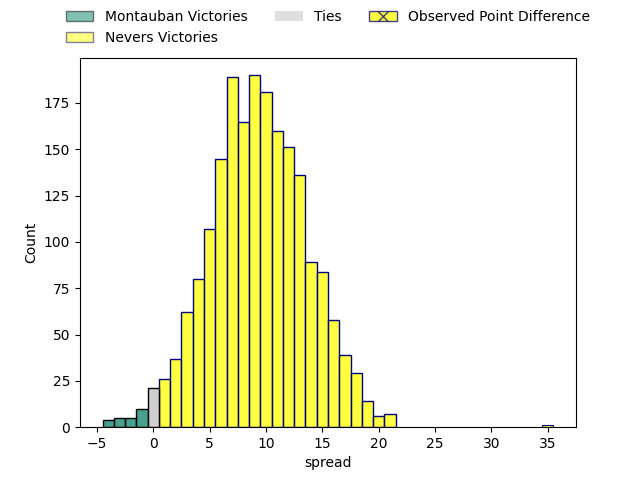 Montauban Victories
Ties
Observed Point Difference
Nevers Victories
175
150
125
100
75
50
25
0
Count
−5
0
5
10
15
20
25
30
35
spread